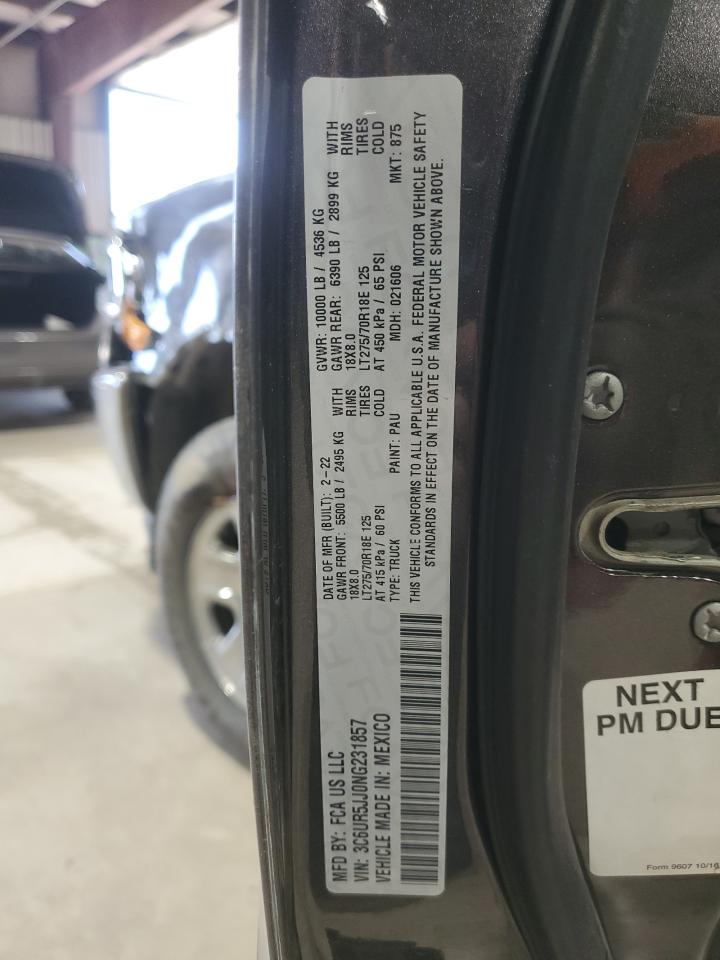 MFD BY: FCA US LLC
VIN: 3C6UR5JJ0NG231857
VEHICLE MADE IN: MEXICO
DATE OF MFR (BUILT): 2-22
GAWR FRONT: 5500 LB / 2495 KG WITH
18X8.0 RIMS
LT275/70R18E 125 TIRES
AT 415 kPa / 60 PSI COLD
TYPE: TRUCK PAINT: PAU
GVWR: 10000 LB / 4536 KG
GAWR REAR: 6390 LB / 2899 KG WITH
18X8.0 RIMS
LT275/70R18E 125 TIRES
AT 450 kPa / 65 PSI COLD
MDH: 021606 MKT: 875
THIS VEHICLE CONFORMS TO ALL APPLICABLE U.S.A. FEDERAL MOTOR VEHICLE SAFETY
STANDARDS IN EFFECT ON THE DATE OF MANUFACTURE SHOWN ABOVE.
NEXT
PM DUE
Form 9607 10/16